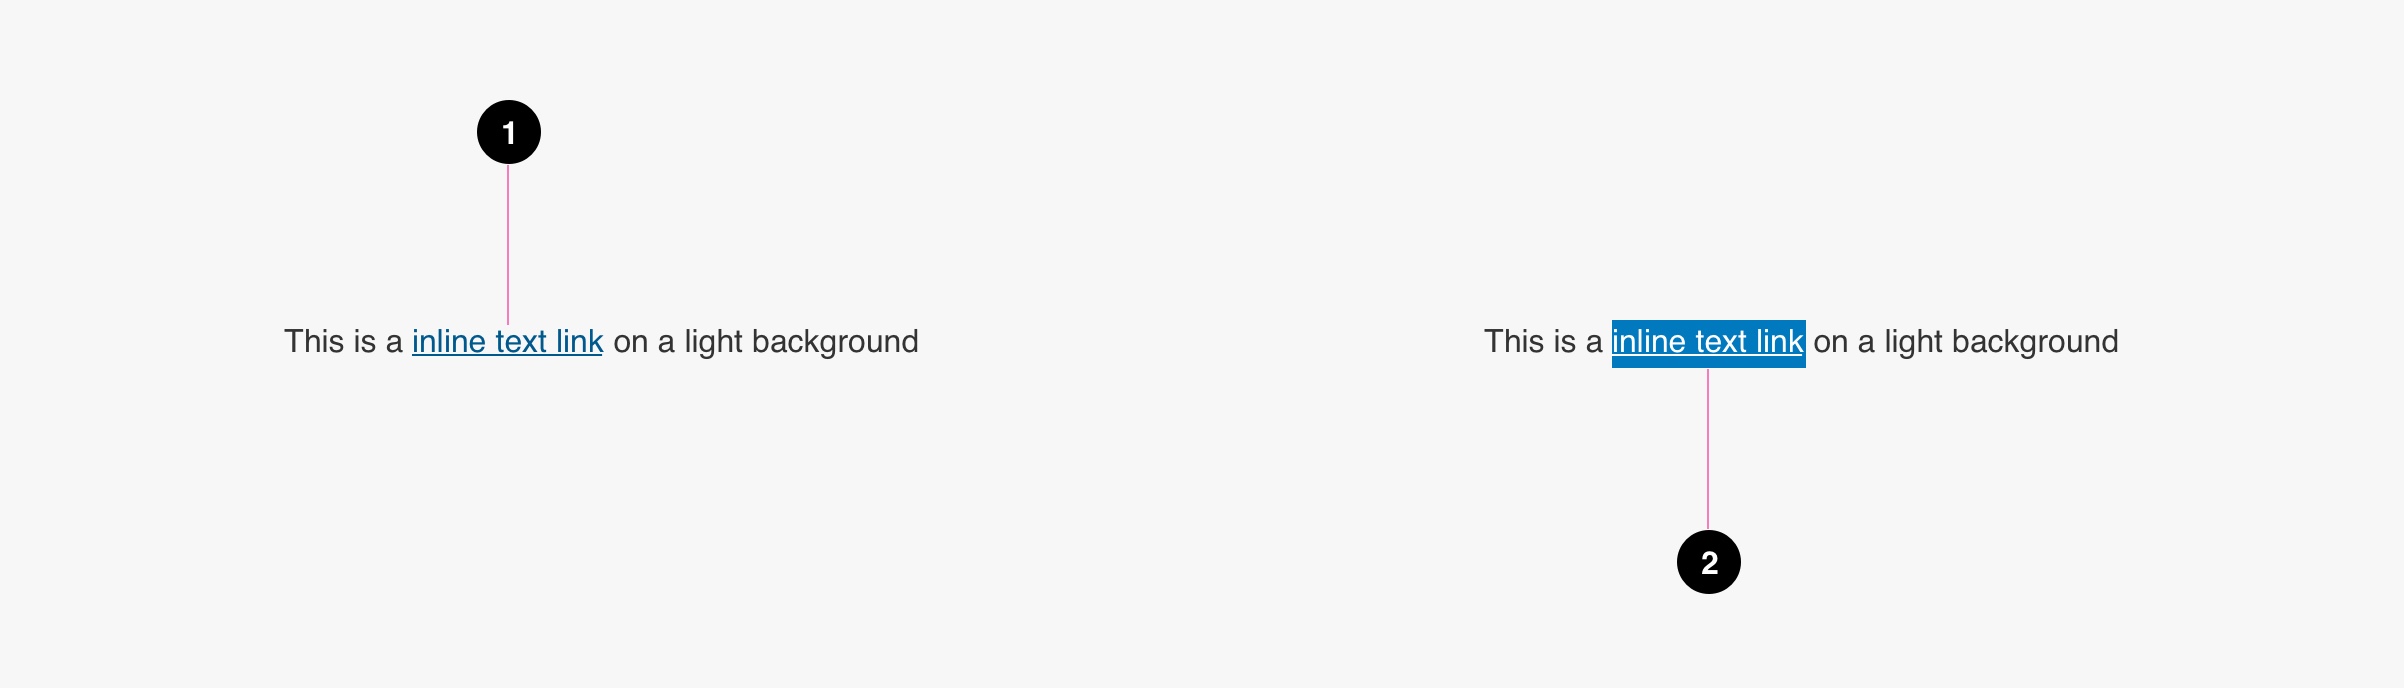 1
This is a inline text link on a light background
This is a inline text link on a light background
2